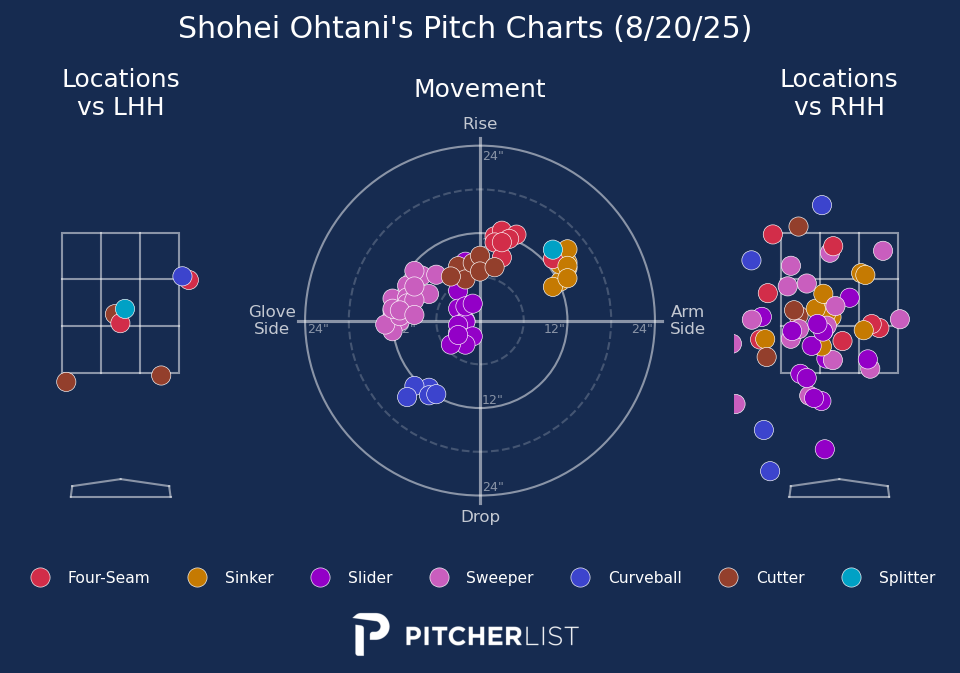 Shohei Ohtani's Pitch Charts (8/20/25)
Locations
vs LHH
Movement
Locations
vs RHH
Rise
24"
Glove
Side
24"
12"
24"
Arm
Side
12"
24"
Drop
Four-Seam
Sinker
Slider
Sweeper
Curveball
Cutter
Splitter
PITCHERLIST